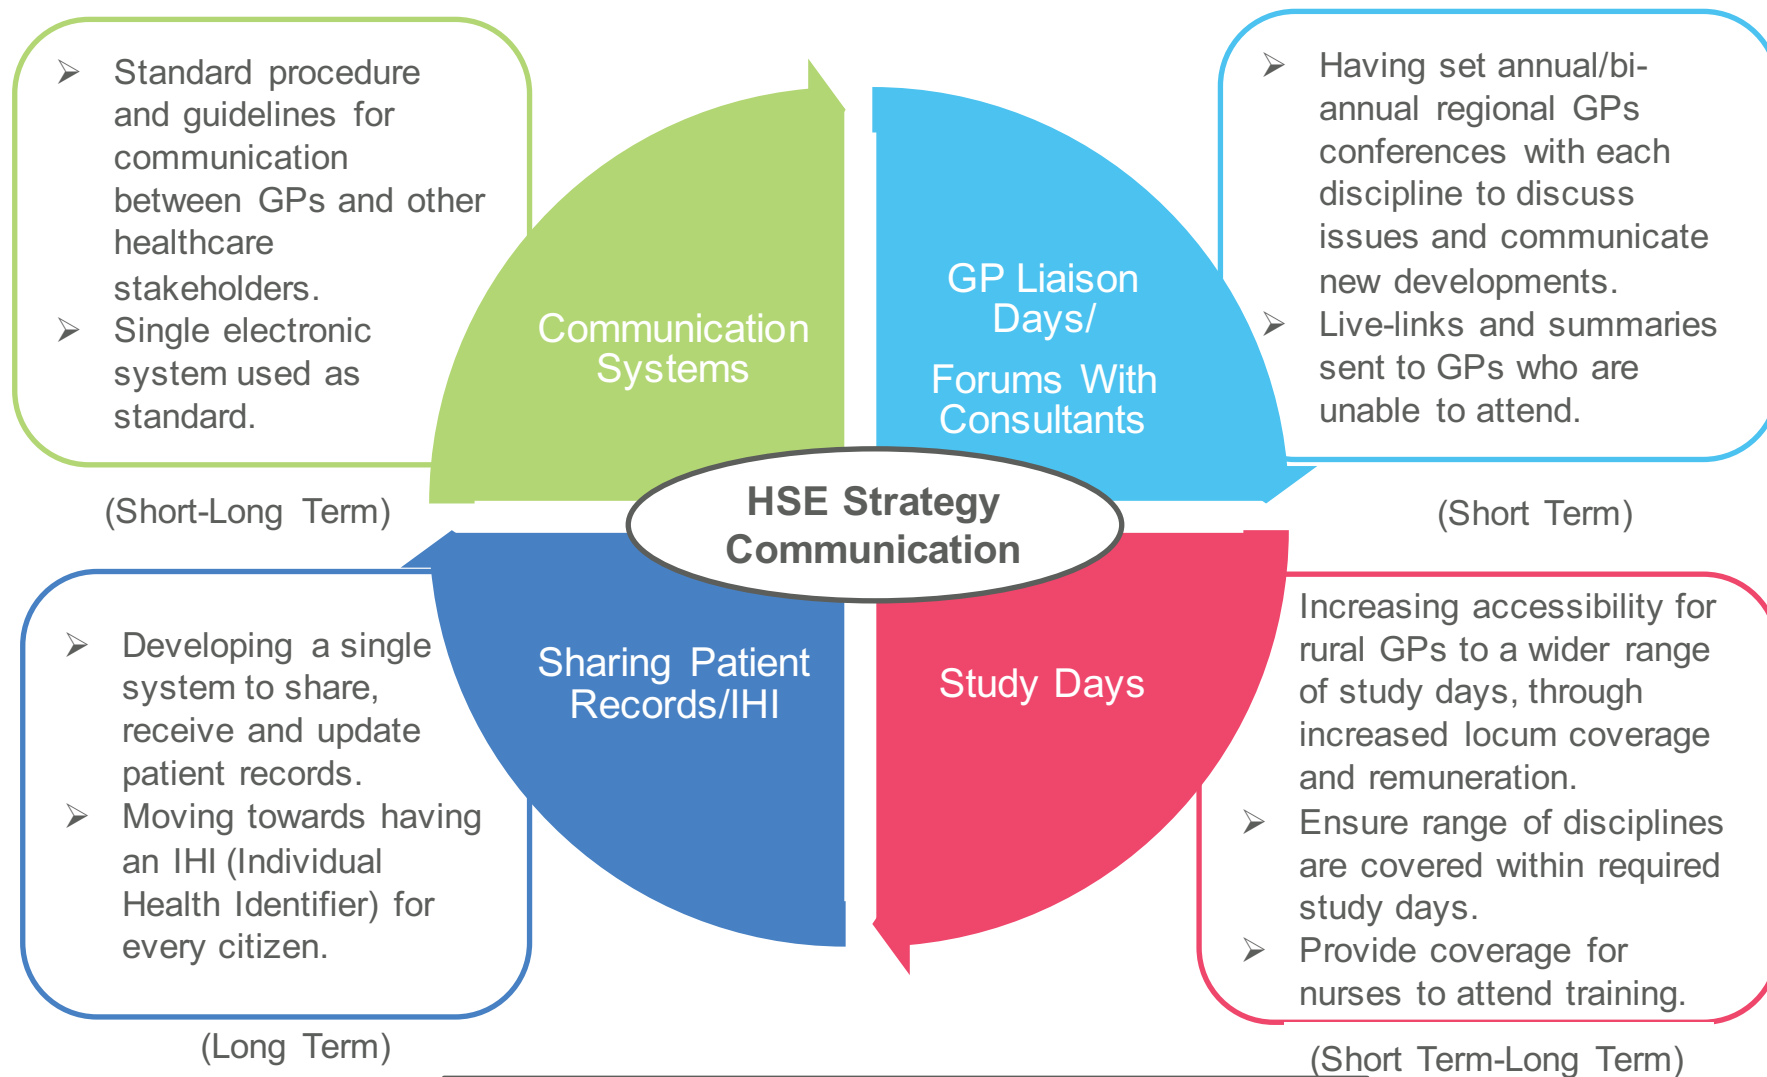 ➢ Standard procedure
and guidelines for
communication
between GPs and other
healthcare
stakeholders.
➢ Single electronic
system used as
standard.
(Short-Long Term)
Communication
Systems
GP Liaison
Days/
Forums With
Consultants
➢ Having set annual/bi-
annual regional GPs
conferences with each
discipline to discuss
issues and communicate
new developments.
➢ Live-links and summaries
sent to GPs who are
unable to attend.
(Short Term)
HSE Strategy
Communication
➢ Developing a single
system to share,
receive and update
patient records.
➢ Moving towards having
an IHI (Individual
Health Identifier) for
every citizen.
(Long Term)
Sharing Patient
Records/IHI
Study Days
Increasing accessibility for
rural GPs to a wider range
of study days, through
increased locum coverage
and remuneration.
➢ Ensure range of disciplines
are covered within required
study days.
➢ Provide coverage for
nurses to attend training.
(Short Term-Long Term)